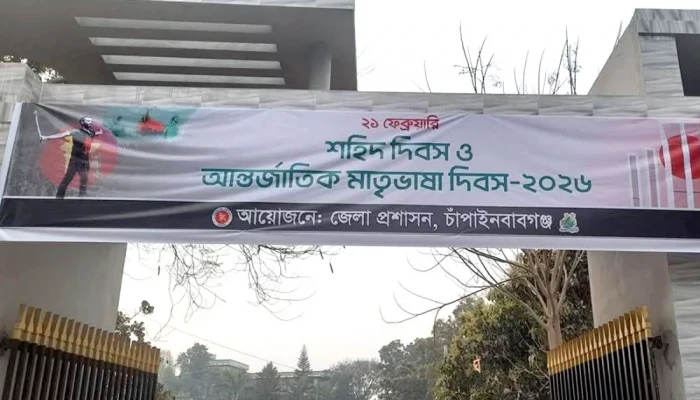 ২১ ফেব্রুয়ারি
শহিদ দিবস ও
আন্তর্জাতিক মাতৃভাষা দিবস-২০২৬
আয়োজনে: জেলা প্রশাসন, চাঁপাইনবাবগঞ্জ